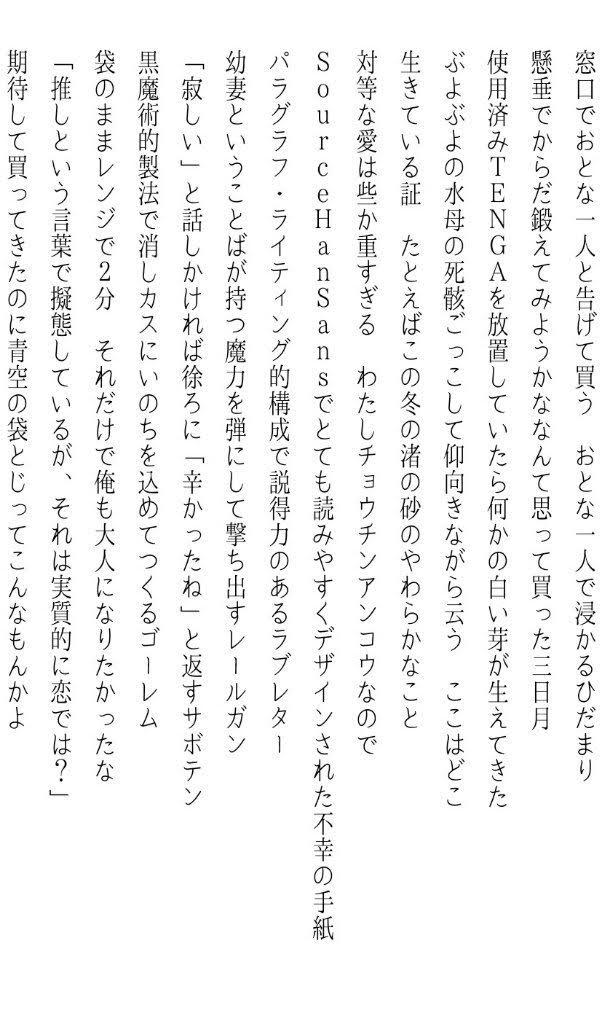 窓口でおとな一人と告げて買う　おとな一人で浸かるひだまり
懸垂でからだ鍛えてみようかななんて思って買った三日月
使用済みTENGAを放置していたら何かの白い芽が生えてきた
ぶよぶよの水母の死骸ごっこして仰向きながら云う　ここはどこ
生きている証　たとえばこの冬の渚の砂のやわらかなこと
対等な愛は些か重すぎる　わたしチョウチンアンコウなので
SourceHanSansでとても読みやすくデザインされた不幸の手紙
パラグラフ・ライティング的構成で説得力のあるラブレター
幼妻ということばが持つ魔力を弾にして撃ち出すレールガン
「寂しい」と話しかければ徐ろに「辛かったね」と返すサボテン
黒魔術的製法で消しカスにいのちを込めてつくるゴーレム
袋のままレンジで２分　それだけで俺も大人になりたかったな
「推しという言葉で擬態しているが、それは実質的に恋では？」
期待して買ってきたのに青空の袋とじってこんなもんかよ